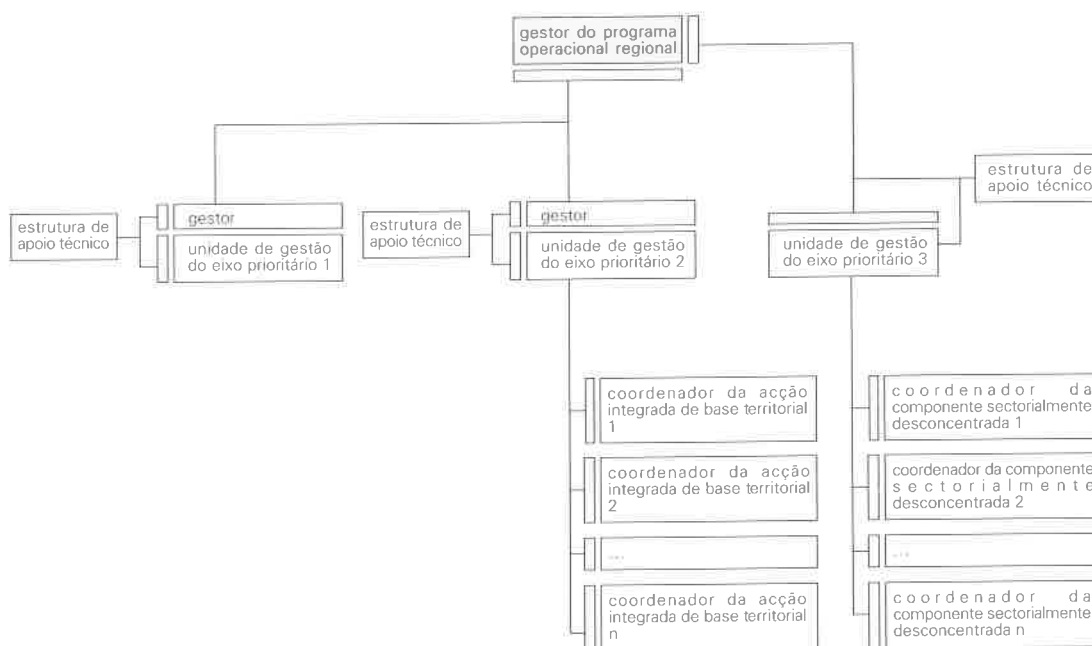 gestor do programa
operacional regional
estrutura de
apoio técnico
estrutura de
apoio técnico
gestor
unidade de gestão
do eixo prioritário 1
estrutura de
apoio técnico
gestor
unidade de gestão
do eixo prioritário 2
unidade de gestão
do eixo prioritário 3
coordenador da acção
integrada de base territorial
1
coordenador da acção
integrada de base territorial
2
...
coordenador da acção
integrada de base territorial
n
coordenador da
componente sectorialmente
desconcentrada 1
coordenador da componente
sectorialmente
desconcentrada 2
...
coordenador da
componente sectorialmente
desconcentrada n